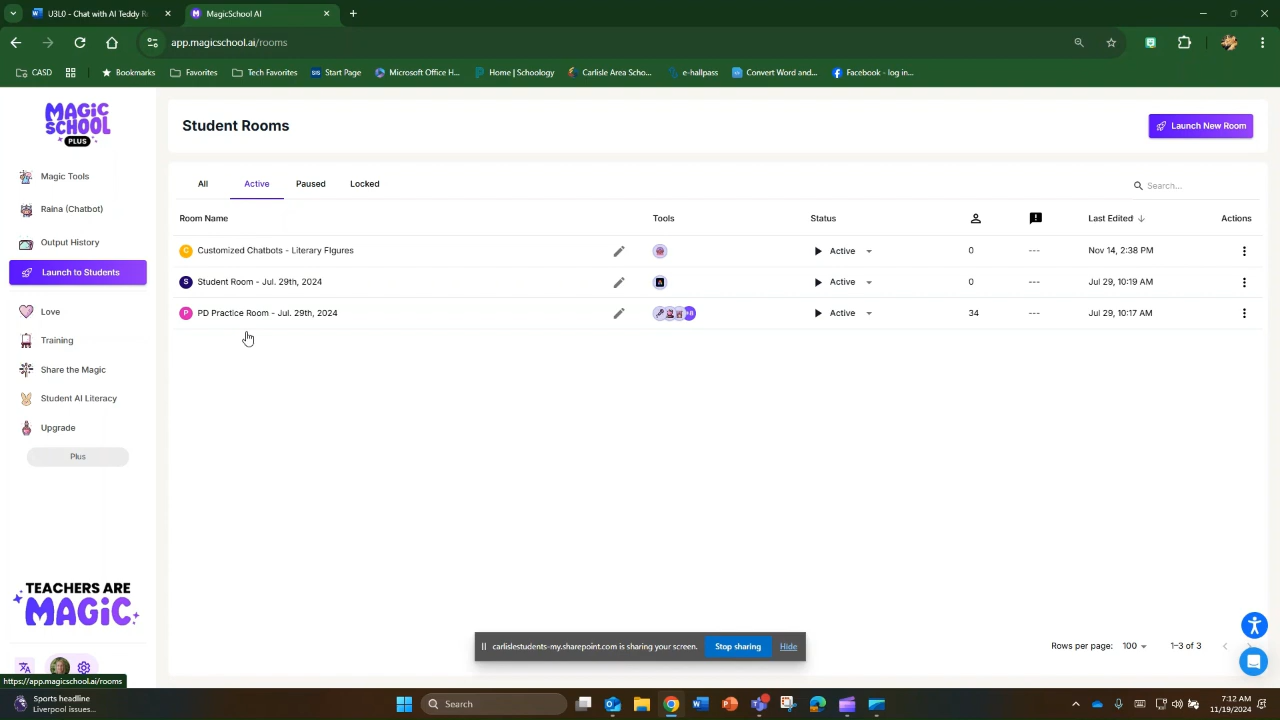 U3L0 - Chat with AI Teddy R
MagicSchool AI
app.magicschool.ai/rooms
CASD
Bookmarks
Favorites
Tech Favorites
Start Page
Microsoft Office H...
Home | Schoology
Carlisle Area Scho...
e-hallpass
Convert Word and...
Facebook - log in...
MAGIC SCHOOL
PLUS
Magic Tools
Raina (Chatbot)
Output History
Launch to Students
Love
Training
Share the Magic
Student AI Literacy
Upgrade
Plus
TEACHERS ARE
MAGIC
https://app.magicschool.ai/rooms
Student Rooms
Launch New Room
All Active Paused Locked
Search...
Room Name Tools Status Last Edited Actions
C Customized Chatbots - Literary FIgures Active 0 --- Nov 14, 2:38 PM
S Student Room - Jul. 29th, 2024 Active 0 --- Jul 29, 10:19 AM
P PD Practice Room - Jul. 29th, 2024 +8 Active 34 --- Jul 29, 10:17 AM
carlislestudents-my.sharepoint.com is sharing your screen. Stop sharing Hide
Rows per page: 100 1–3 of 3
Sports headline
Liverpool issues...
Search
7:12 AM
11/19/2024